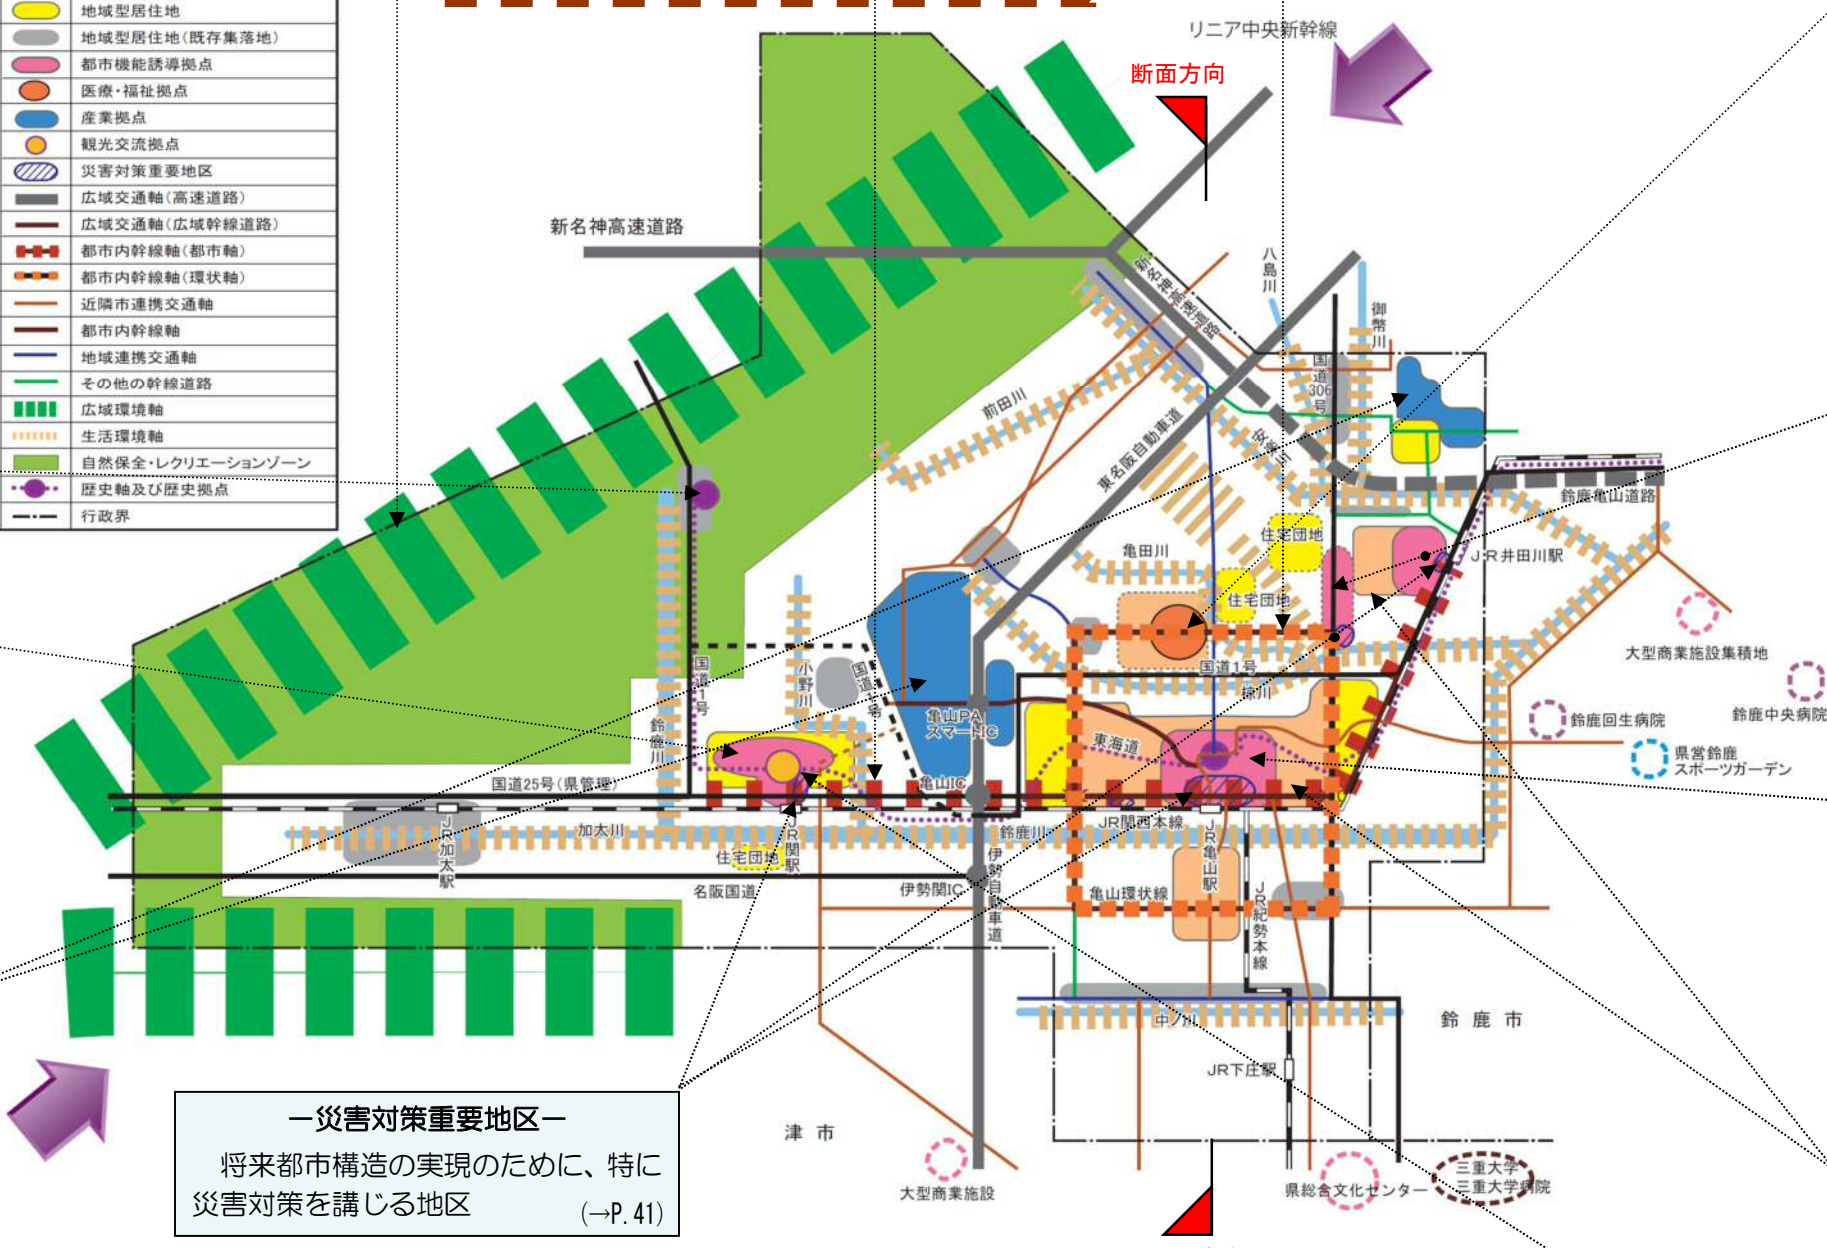 地域型居住地
地域型居住地(既存集落地)
都市機能誘導拠点
医療・福祉拠点
産業拠点
観光交流拠点
災害対策重要地区
広域交通軸(高速道路)
広域交通軸(広域幹線道路)
都市内幹線軸(都市軸)
都市内幹線軸(環状軸)
近隣市連携交通軸
都市内幹線軸
地域連携交通軸
その他の幹線道路
広域環境軸
生活環境軸
自然保全・レクリエーションゾーン
歴史軸及び歴史拠点
行政界
リニア中央新幹線
断面方向
新名神高速道路
新名神高速道路
八島川
御幣川
国道306号
前田川
東名阪自動車道
安楽川
鈴鹿亀山道路
住宅団地
亀田川
JR井田川駅
住宅団地
大型商業施設集積地
国道1号
椋川
国道1号
小野川
国道1号
鈴鹿川
亀山PA
スマートIC
東海道
鈴鹿回生病院
鈴鹿中央病院
県営鈴鹿
スポーツガーデン
国道25号(県管理)
亀山IC
加太川
JR加太駅
JR関駅
住宅団地
鈴鹿川
JR関西本線
JR亀山駅
名阪国道
伊勢関IC
伊勢自動車道
亀山環状線
JR紀勢本線
中ノ川
鈴鹿市
JR下庄駅
津市
大型商業施設
県総合文化センター
三重大学
三重大学病院
ー災害対策重要地区ー
将来都市構造の実現のために、特に
災害対策を講じる地区
(→P.41)